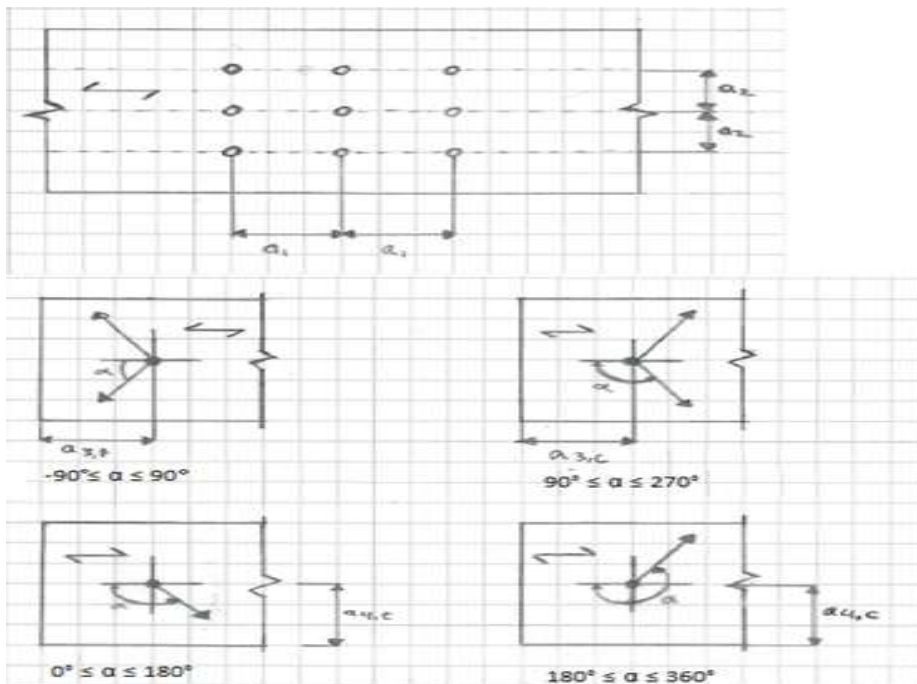 a2
a2
a1 a1
α α
a3,t a3,c
-90°≤ α ≤ 90° 90° ≤ α ≤ 270°
α α
a4,c a4,c
0° ≤ α ≤ 180° 180° ≤ α ≤ 360°